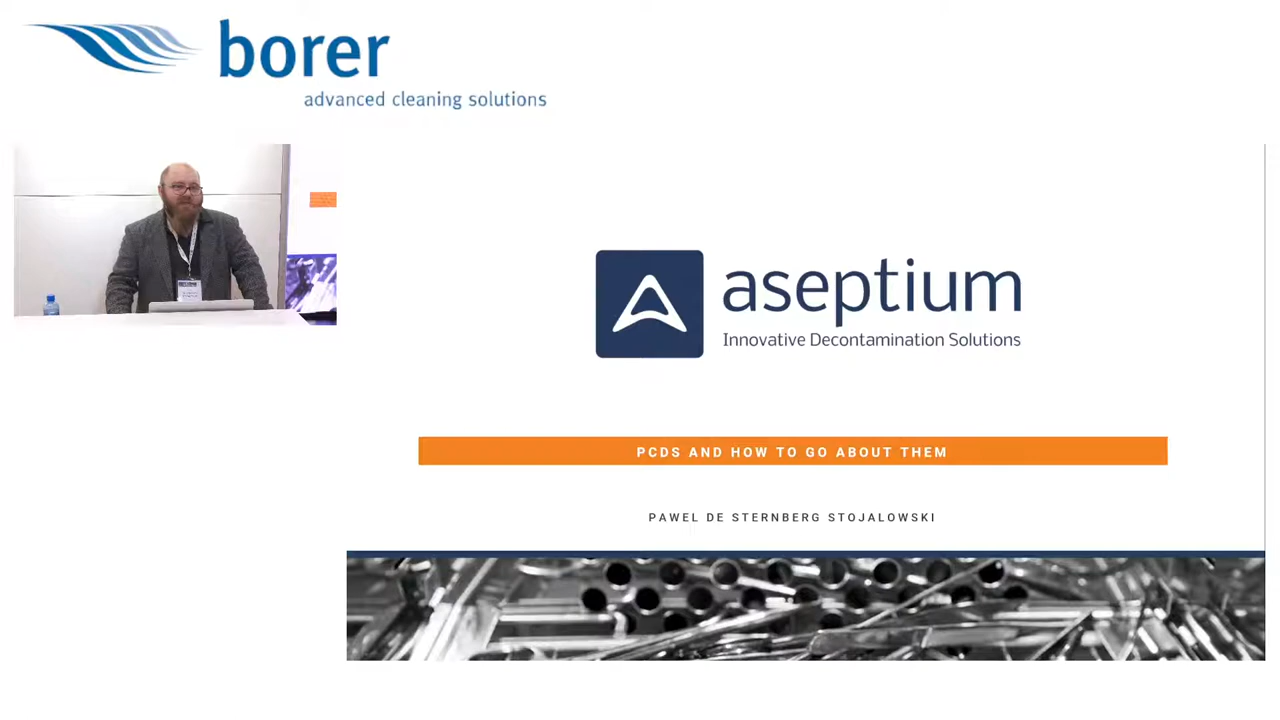 borer
advanced cleaning solutions
aseptium
Innovative Decontamination Solutions
PCDS AND HOW TO GO ABOUT THEM
PAWEL DE STERNBERG STOJALOWSKI